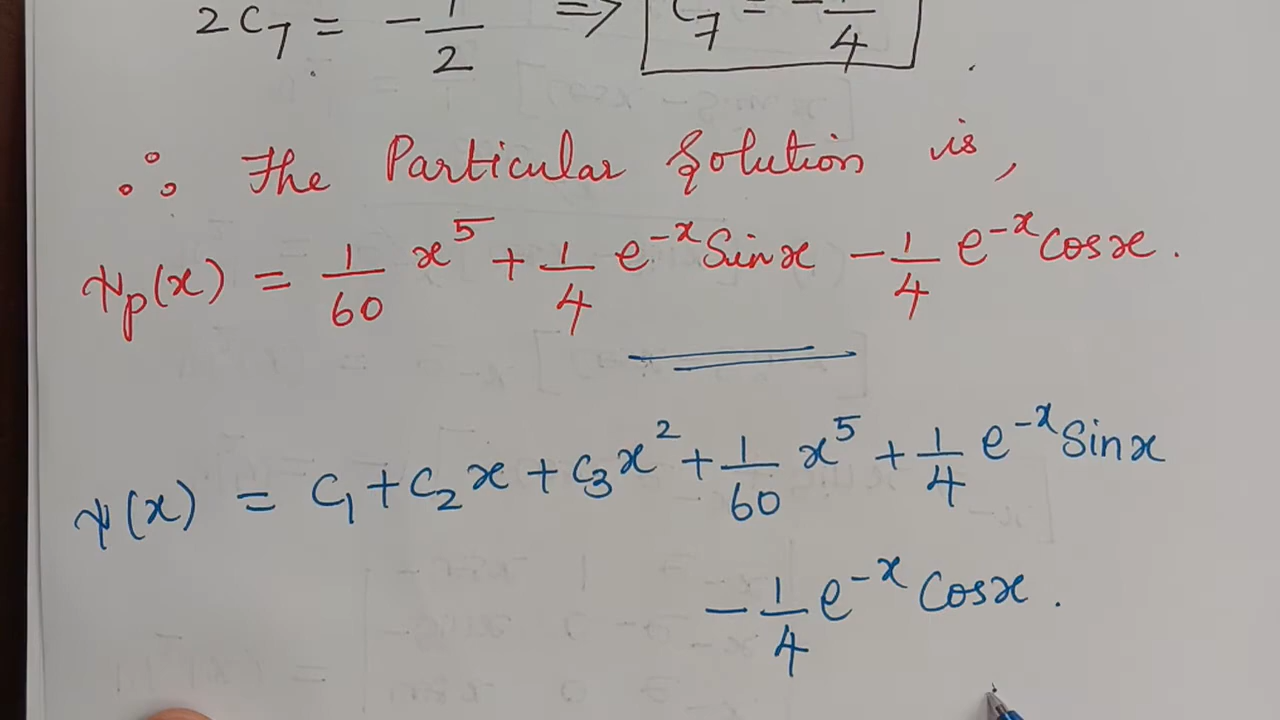 2C₇ = -1/2 ⇒ C₇ = -1/4
∴ The Particular Solution is,
ψₚ(x) = 1/60 x⁵ + 1/4 e⁻ˣ Sinx - 1/4 e⁻ˣ Cosx.
ψ(x) = C₁ + C₂x + C₃x² + 1/60 x⁵ + 1/4 e⁻ˣ Sinx
- 1/4 e⁻ˣ Cosx.